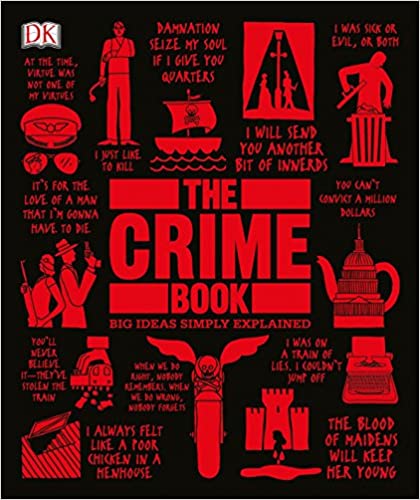 DK
AT THE TIME,
VIRTUE WAS
NOT ONE OF
MY VIRTUES
I JUST LIKE
TO KILL
DAMNATION
SEIZE MY SOUL
IF I GIVE YOU
QUARTERS
I WILL SEND
YOU ANOTHER
BIT OF INNERDS
I WAS SICK OR
EVIL, OR BOTH
IT'S FOR THE
LOVE OF A MAN
THAT I'M GONNA
HAVE TO DIE
THE
CRIME
BOOK
BIG IDEAS SIMPLY EXPLAINED
YOU CAN'T
CONVICT A MILLION
DOLLARS
YOU'LL
NEVER
BELIEVE
IT—THEY'VE
STOLEN THE
TRAIN
WHEN WE DO
RIGHT, NOBODY
REMEMBERS. WHEN
WE DO WRONG,
NOBODY FORGETS
I WAS ON
A TRAIN OF
LIES. I COULDN'T
JUMP OFF
I ALWAYS FELT
LIKE A POOR
CHICKEN IN A
HENHOUSE
THE BLOOD
OF MAIDENS
WILL KEEP
HER YOUNG